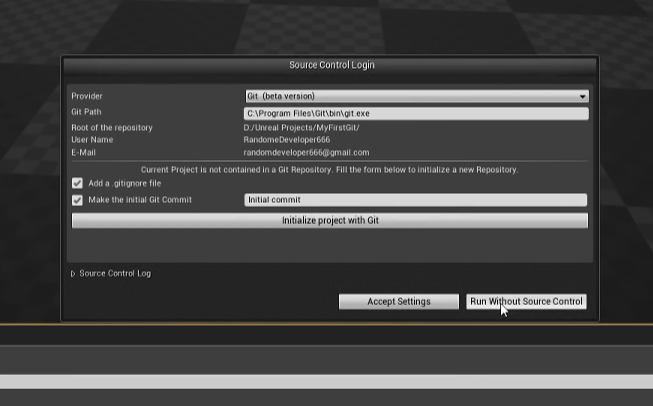 Source Control Login
Provider Git (beta version)
Git Path C:\Program Files\Git\bin\git.exe
Root of the repository D:/Unreal Projects/MyFirstGit/
User Name RandomeDeveloper666
E-Mail randomdeveloper666@gmail.com
Current Project is not contained in a Git Repository. Fill the form below to initialize a new Repository.
Add a .gitignore file
Make the initial Git Commit Initial commit
Initialize project with Git
Source Control Log
Accept Settings Run Without Source Control